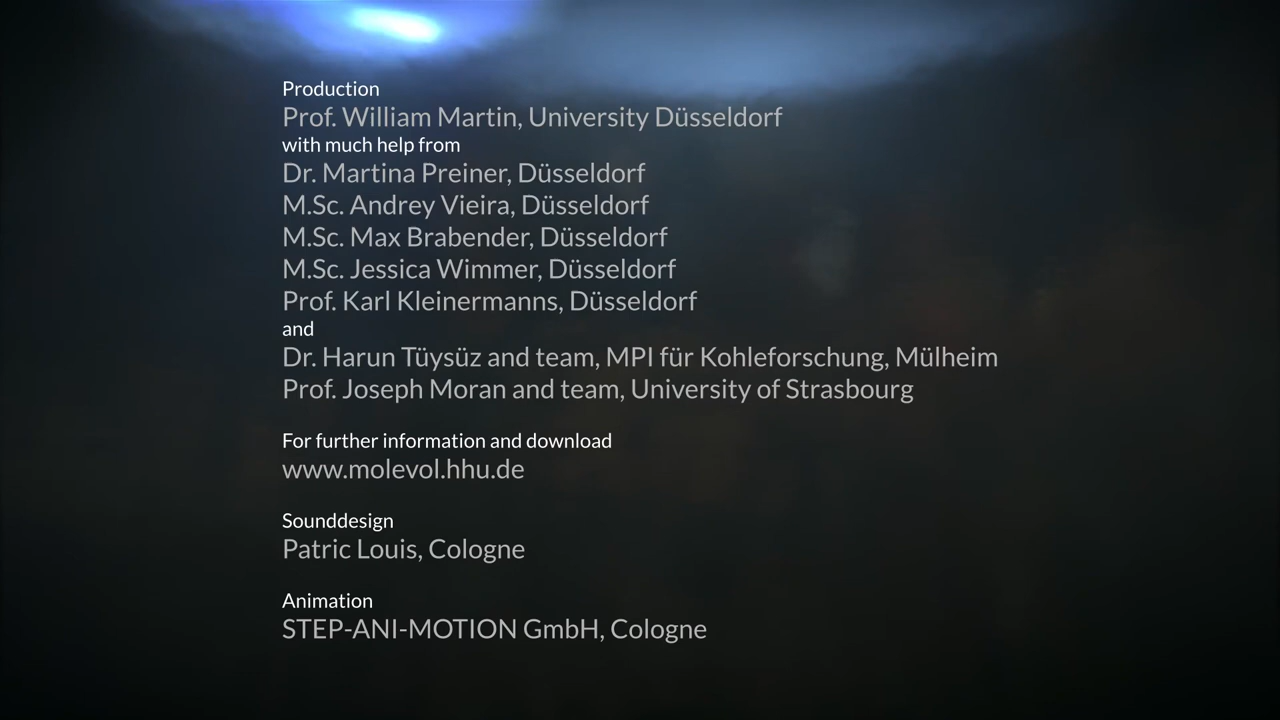 Production
Prof. William Martin, University Düsseldorf
with much help from
Dr. Martina Preiner, Düsseldorf
M.Sc. Andrey Vieira, Düsseldorf
M.Sc. Max Brabender, Düsseldorf
M.Sc. Jessica Wimmer, Düsseldorf
Prof. Karl Kleinermanns, Düsseldorf
and
Dr. Harun Tüysüz and team, MPI für Kohleforschung, Mülheim
Prof. Joseph Moran and team, University of Strasbourg
For further information and download
www.molevol.hhu.de
Sounddesign
Patric Louis, Cologne
Animation
STEP-ANI-MOTION GmbH, Cologne